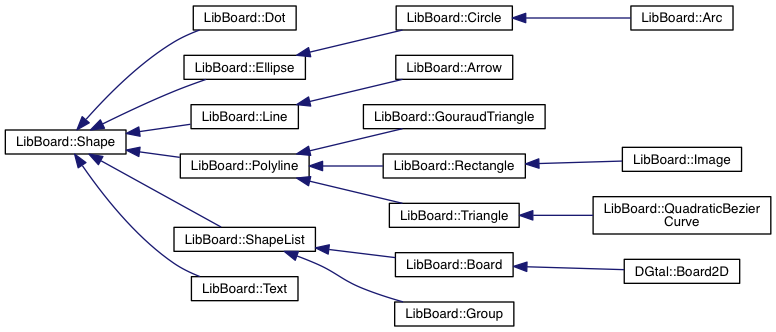 LibBoard::Dot
LibBoard::Circle
LibBoard::Arc
LibBoard::Ellipse
LibBoard::Arrow
LibBoard::Line
LibBoard::GouraudTriangle
LibBoard::Shape
LibBoard::Polyline
LibBoard::Rectangle
LibBoard::Image
LibBoard::Triangle
LibBoard::QuadraticBezier
Curve
LibBoard::ShapeList
LibBoard::Board
DGtal::Board2D
LibBoard::Text
LibBoard::Group